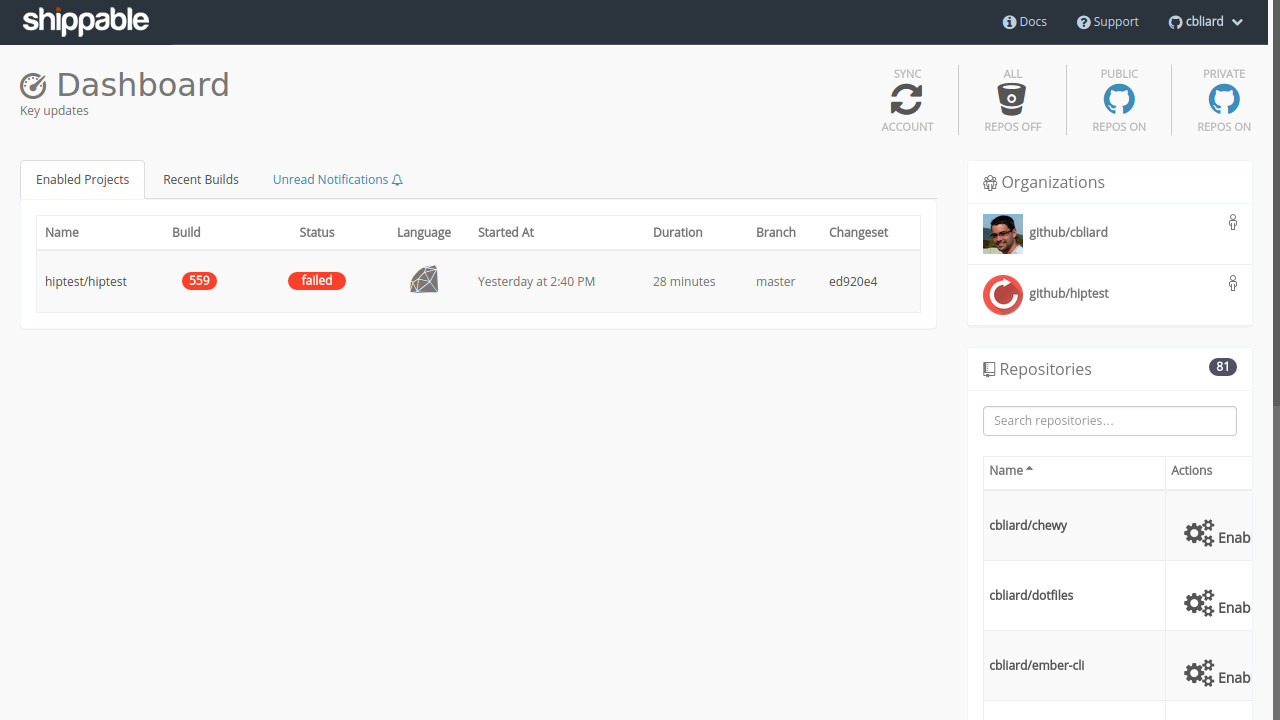 shippable
Docs Support cbliard
Dashboard
Key updates
SYNC
ACCOUNT
ALL
REPOS OFF
PUBLIC
REPOS ON
PRIVATE
REPOS ON
Enabled Projects Recent Builds Unread Notifications
Name Build Status Language Started At Duration Branch Changeset
hiptest/hiptest 559 failed Yesterday at 2:40 PM 28 minutes master ed920e4
Organizations
github/cbliard
github/hiptest
Repositories 81
Search repositories...
Name Actions
cbliard/chewy Enab
cbliard/dotfiles Enab
cbliard/ember-cli Enab